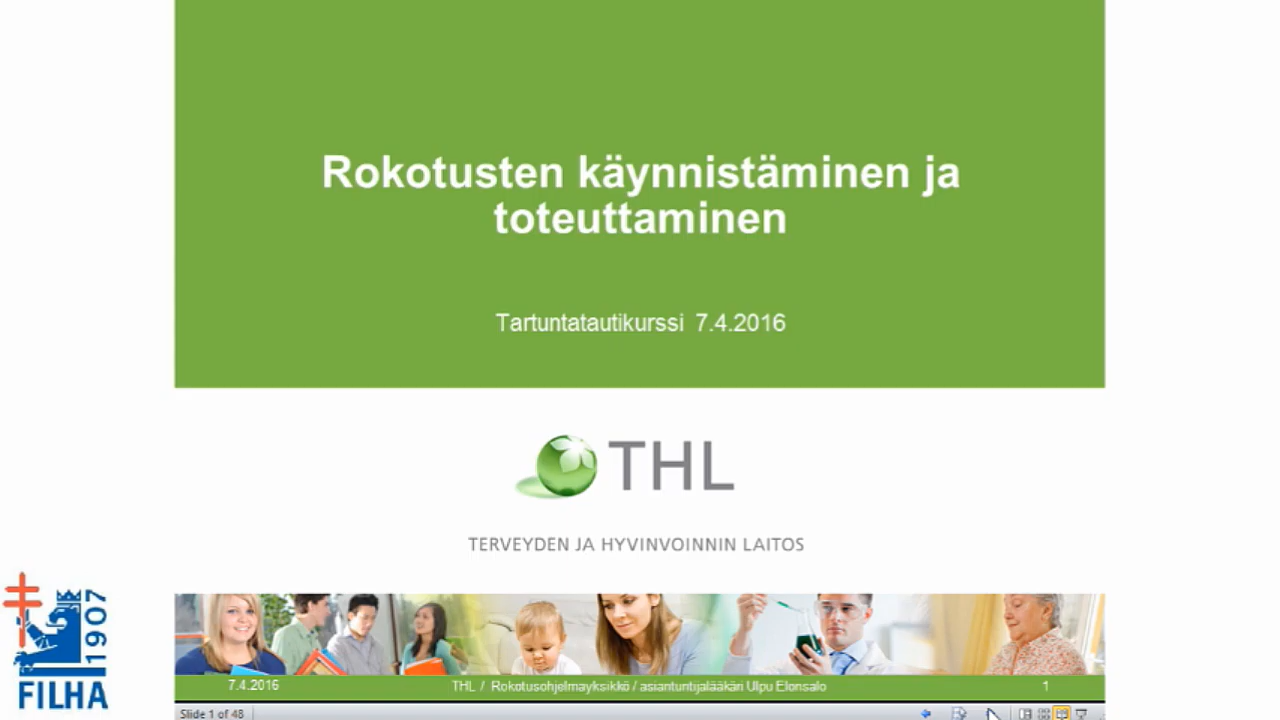 Rokotusten käynnistäminen ja
toteuttaminen
Tartuntatautikurssi 7.4.2016
THL
TERVEYDEN JA HYVINVOINNIN LAITOS
1907
FILHA
7.4.2016
THL / Rokotusohjelmayksikkö / asiantuntijalääkäri Ulpu Elonsalo
1
Slide 1 of 48